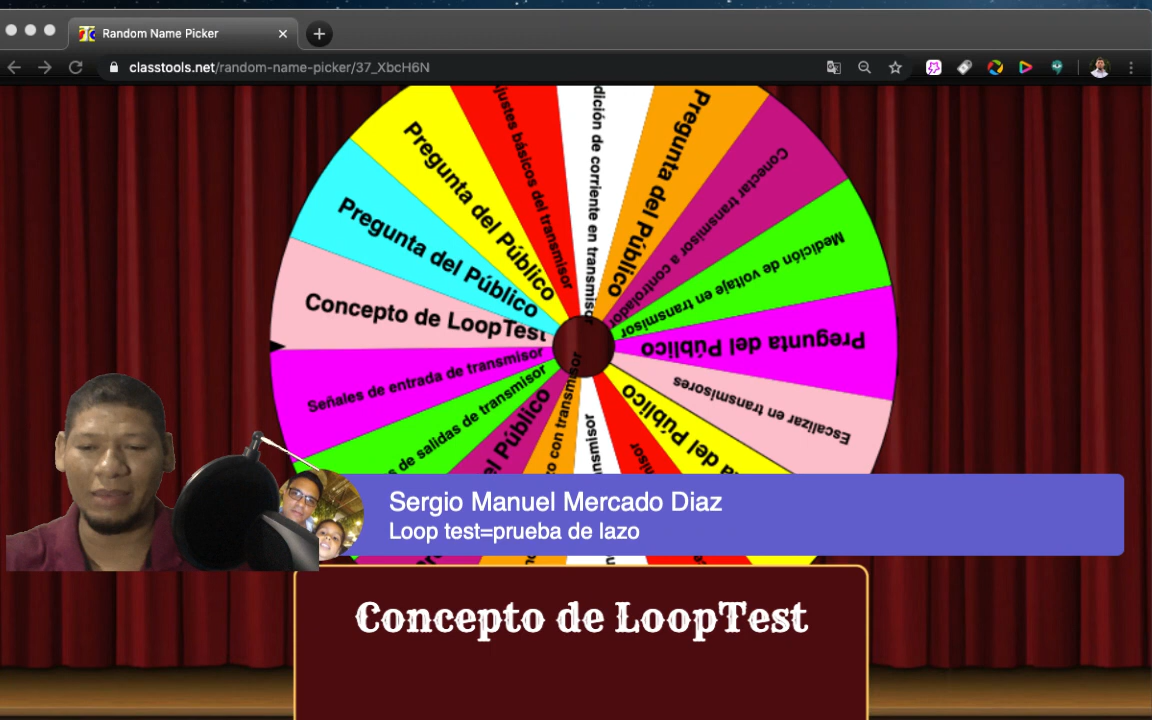 Random Name Picker
classtools.net/random-name-picker/37_XbcH6N
Pregunta del Público
Pregunta del Público
Concepto de LoopTest
Señales de entrada de transmisor
de salidas de transmisor
Público
con transmisor
básicos del transmisor
de corriente en transmisor
Pregunta del Público
Conectar transmisor a controlador
Medición de voltaje en transmisor
Pregunta del Público
Escalizar en transmisores
del Público
Sergio Manuel Mercado Diaz
Loop test=prueba de lazo
Concepto de LoopTest